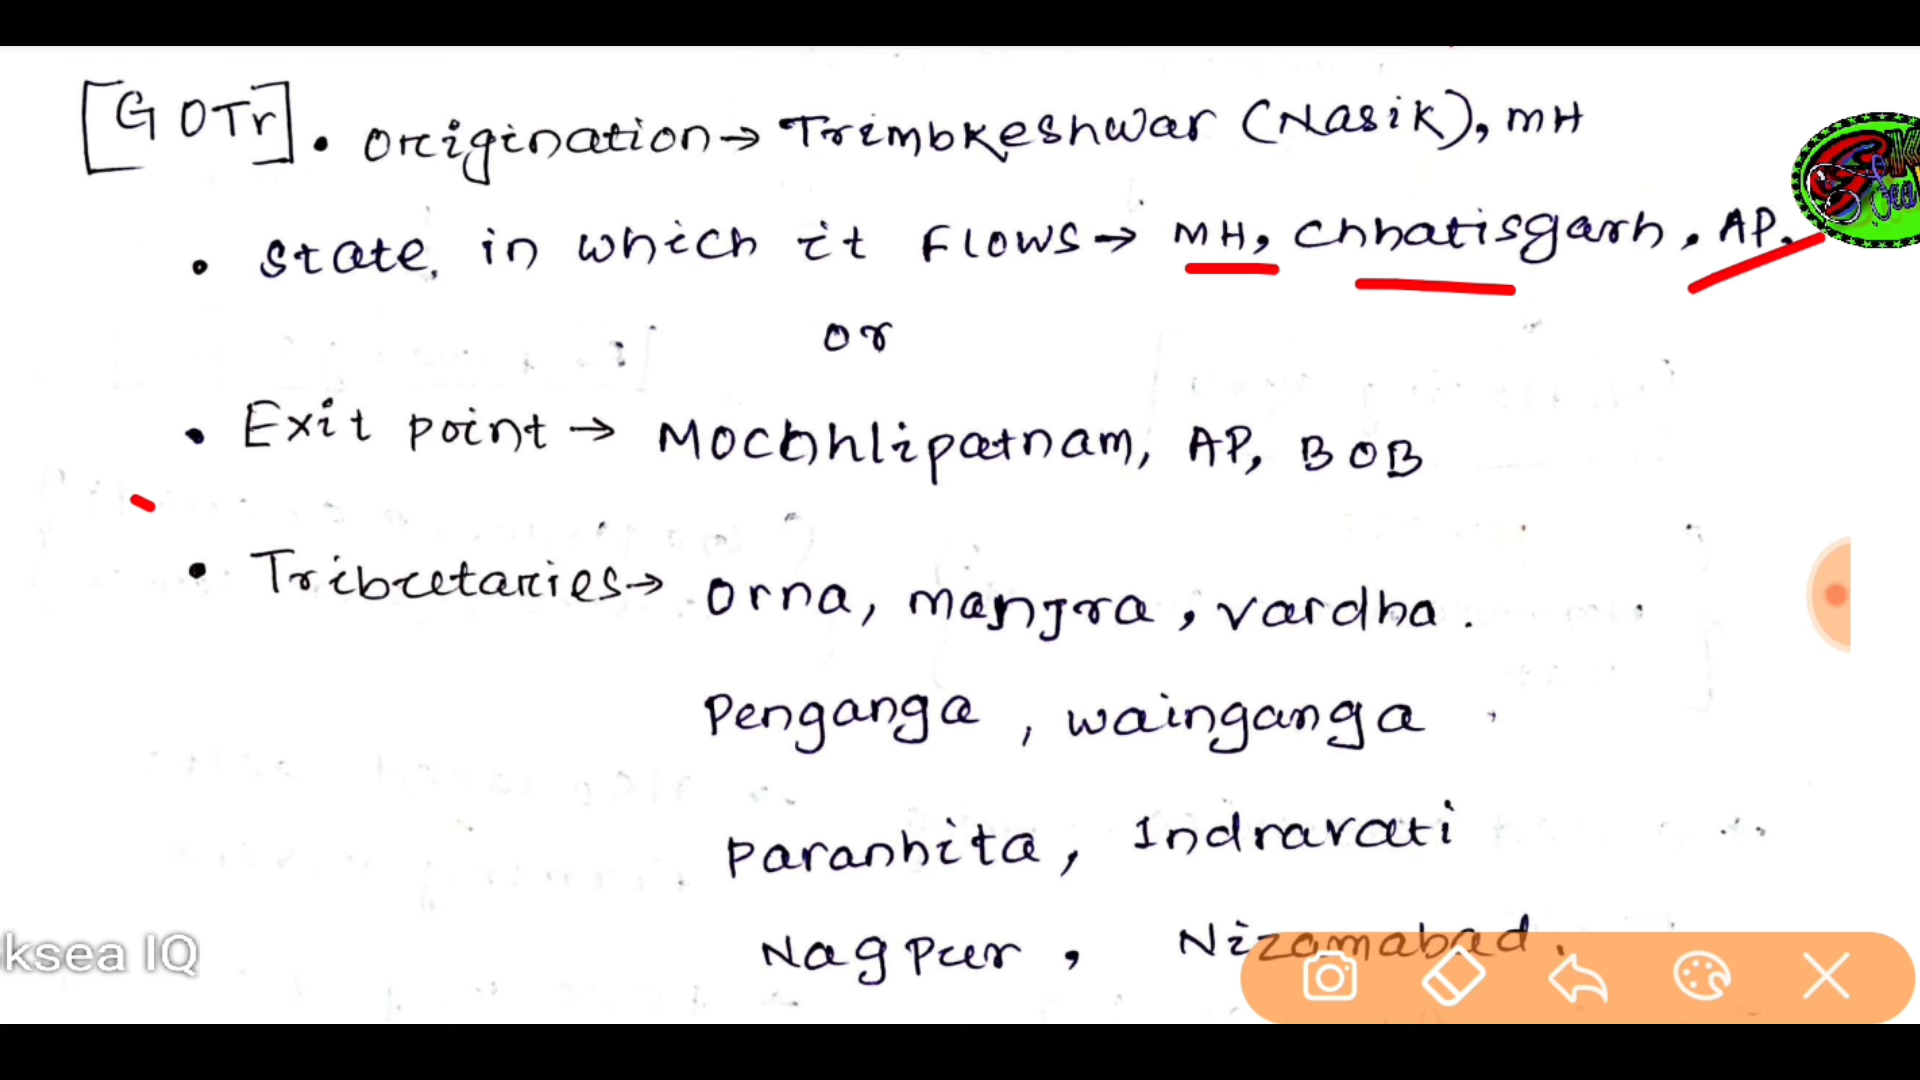 [GOTr] • Origination → Trimbkeshwar (Nasik), MH
• State in which it flows → MH, Chhatisgarh, AP,
or
• Exit point → Mochhlipatnam, AP, BOB
• Tributaries → Orna, Manjra, Vardha.
Penganga, Wainganga
Paranhita, Indravati
Nagpur, Nizamabad.
ksea IQ